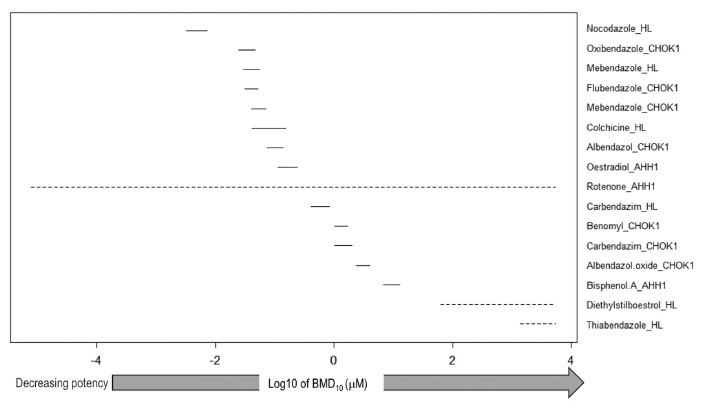 Nocodazole_HL
Oxibendazole_CHOK1
Mebendazole_HL
Flubendazole_CHOK1
Mebendazole_CHOK1
Colchicine_HL
Albendazol_CHOK1
Oestradiol_AHH1
Rotenone_AHH1
Carbendazim_HL
Benomyl_CHOK1
Carbendazim_CHOK1
Albendazol.oxide_CHOK1
Bisphenol.A_AHH1
Diethylstilboestrol_HL
Thiabendazole_HL
-4 -2 0 2 4
Decreasing potency Log10 of BMD10 (μM)